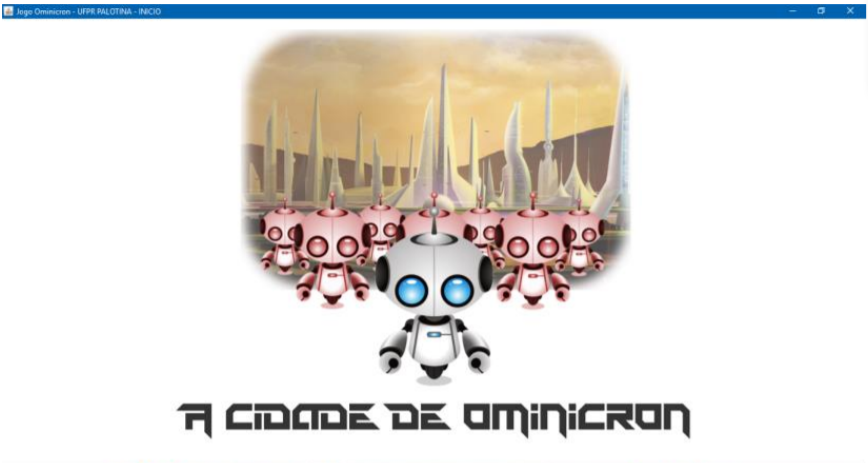 Jogo Ominicron - UFPR PALOTINA - INICIO
A CIDADE DE OMINICRON